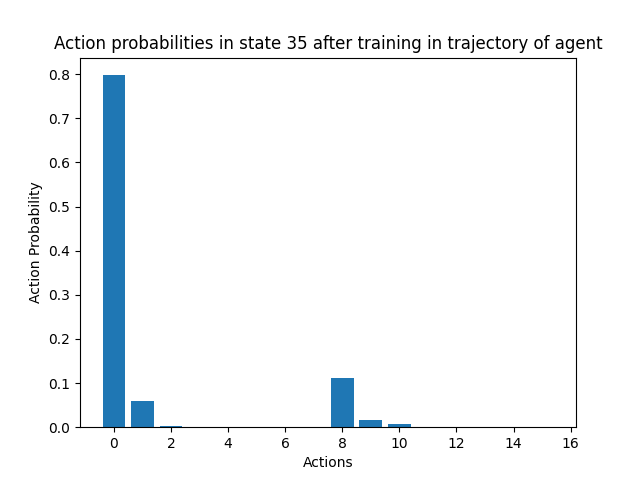 Action probabilities in state 35 after training in trajectory of agent
0.8
0.7
0.6
0.5
0.4
0.3
0.2
0.1
0.0
Action Probability
0 2 4 6 8 10 12 14 16
Actions